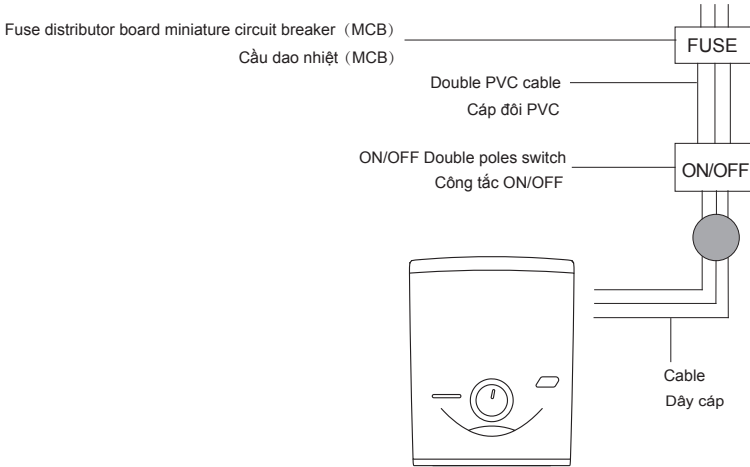 Fuse distributor board miniature circuit breaker（MCB）
Cầu dao nhiệt（MCB）
FUSE
Double PVC cable
Cáp đôi PVC
ON/OFF Double poles switch
Công tắc ON/OFF
ON/OFF
Cable
Dây cáp